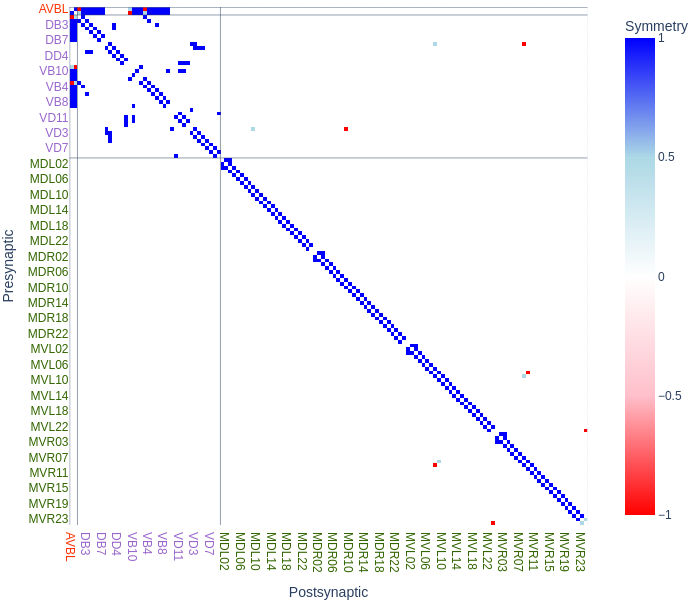 Symmetry
1
0.5
0
−0.5
−1
Presynaptic
AVBL
DB3
DB7
DD4
VB10
VB4
VB8
VD11
VD3
VD7
MDL02
MDL06
MDL10
MDL14
MDL18
MDL22
MDR02
MDR06
MDR10
MDR14
MDR18
MDR22
MVL02
MVL06
MVL10
MVL14
MVL18
MVL22
MVR03
MVR07
MVR11
MVR15
MVR19
MVR23
AVBL DB3 DB7 DD4 VB10 VB4 VB8 VD11 VD3 VD7 MDL02 MDL06 MDL10 MDL14 MDL18 MDL22 MDR02 MDR06 MDR10 MDR14 MDR18 MDR22 MVL02 MVL06 MVL10 MVL14 MVL18 MVL22 MVR03 MVR07 MVR11 MVR15 MVR19 MVR23
Postsynaptic